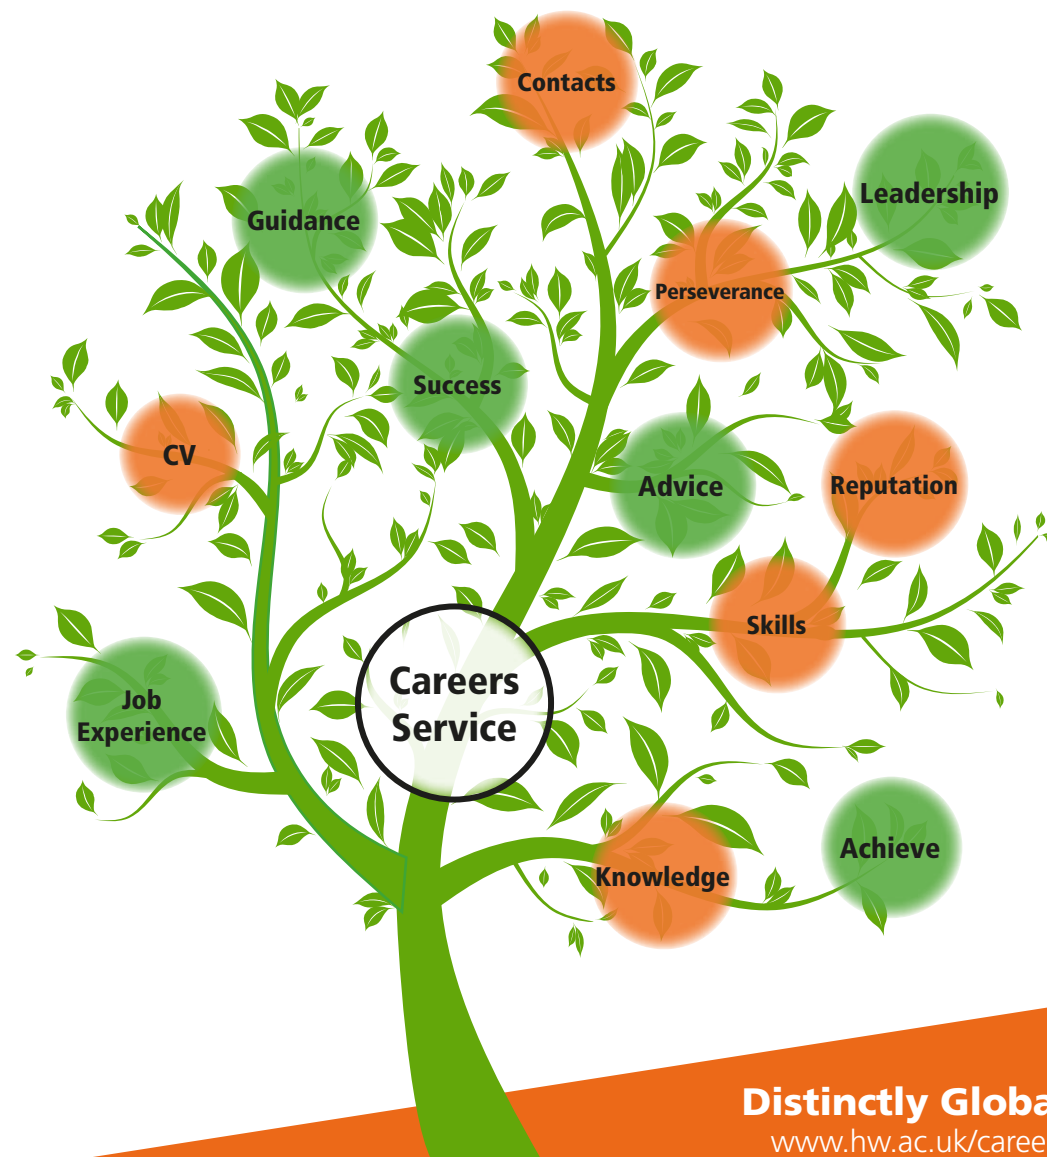 Contacts
Leadership
Guidance
Perseverance
Success
CV
Advice
Reputation
Skills
Careers
Service
Job
Experience
Achieve
Knowledge
Distinctly Globa
www.hw.ac.uk/caree